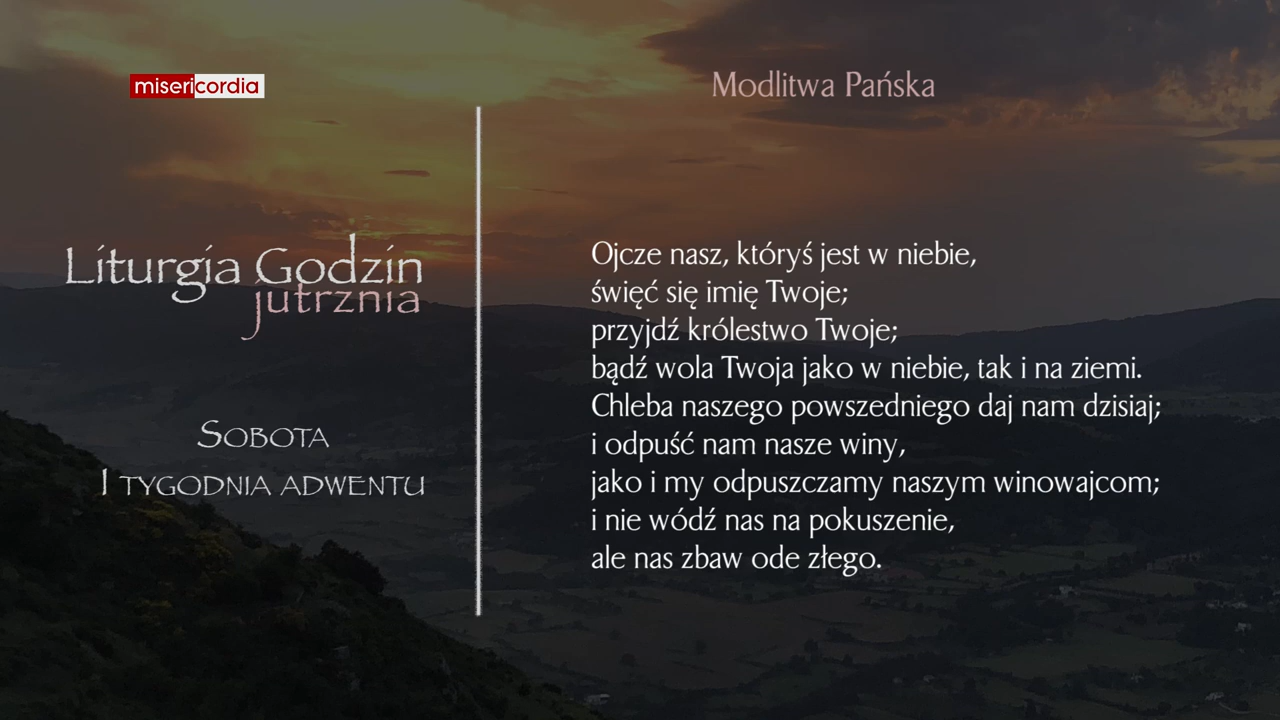 misericordia
Liturgia Godzin
jutrznia
Sobota
I tygodnia adwentu
Modlitwa Pańska
Ojcze nasz, któryś jest w niebie,
święć się imię Twoje;
przyjdź królestwo Twoje;
bądź wola Twoja jako w niebie, tak i na ziemi.
Chleba naszego powszedniego daj nam dzisiaj;
i odpuść nam nasze winy,
jako i my odpuszczamy naszym winowajcom;
i nie wódź nas na pokuszenie,
ale nas zbaw ode złego.